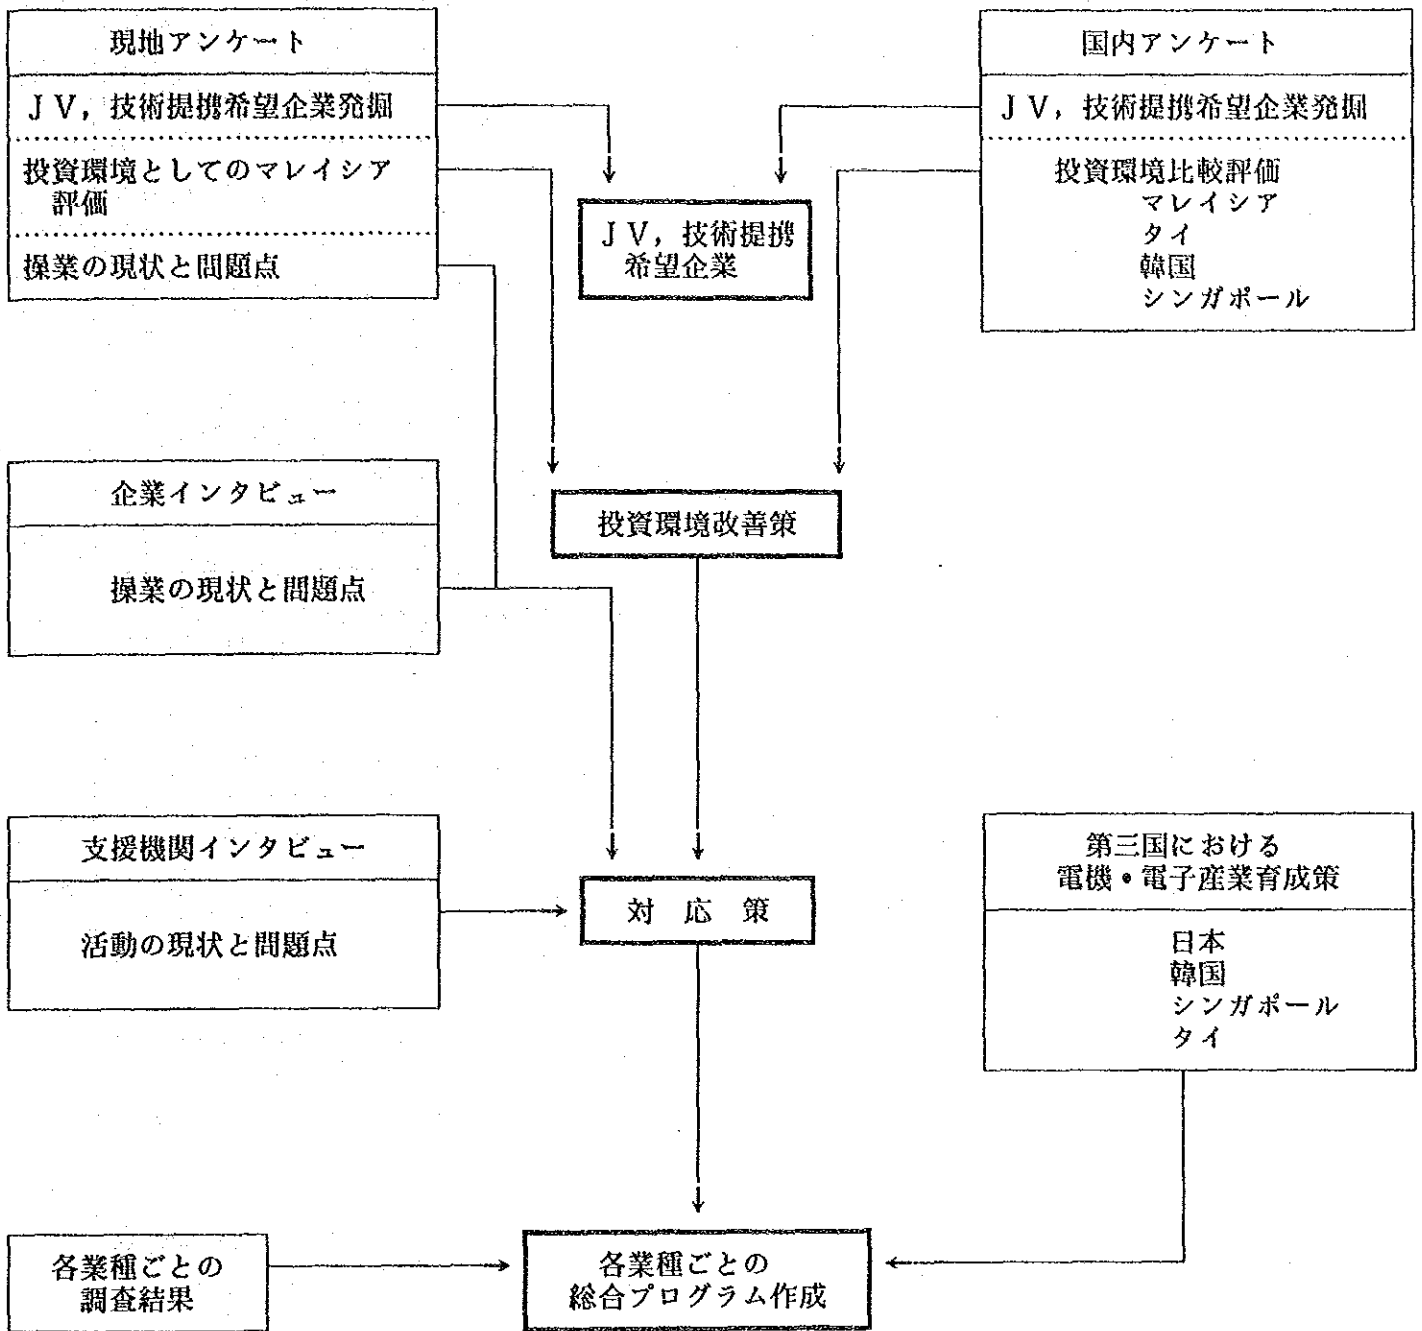 現地アンケート
JV,技術提携希望企業発掘
投資環境としてのマレイシア
評価
操業の現状と問題点
国内アンケート
JV,技術提携希望企業発掘
投資環境比較評価
マレイシア
タイ
韓国
シンガポール
JV,技術提携
希望企業
企業インタビュー
操業の現状と問題点
投資環境改善策
支援機関インタビュー
活動の現状と問題点
対応策
第三国における
電機・電子産業育成策
日本
韓国
シンガポール
タイ
各業種ごとの
調査結果
各業種ごとの
総合プログラム作成